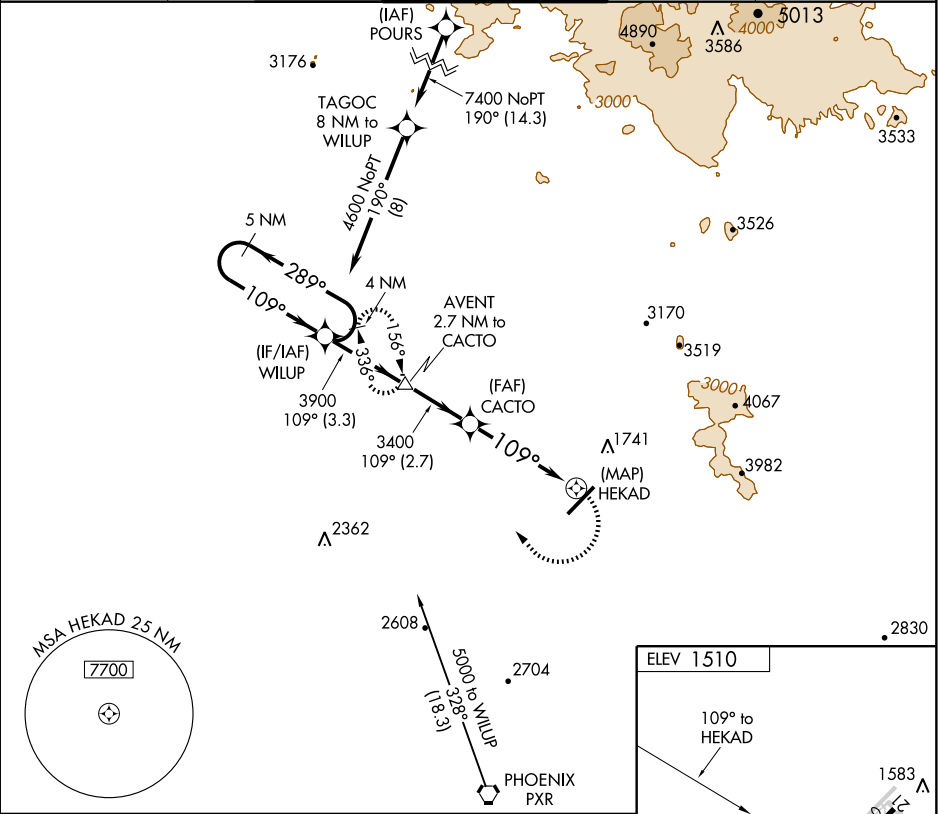 (IAF)
POURS
3176
4890
3586
4000
5013
3000
3533
7400 NoPT
190° (14.3)
TAGOC
8 NM to
WILUP
4600 NoPT
190°
(8)
3526
5 NM
289°
109°
4 NM
AVENT
2.7 NM to
CACTO
3170
3519
156°
336°
(IF/IAF)
WILUP
3900
109° (3.3)
(FAF)
CACTO
3000
4067
3400
109° (2.7)
109°
1741
3982
(MAP)
HEKAD
2362
2608
2704
2830
5000 to WILUP
328°
(18.3)
PHOENIX
PXR
MSA HEKAD 25 NM
7700
ELEV 1510
109° to
HEKAD
1583
21